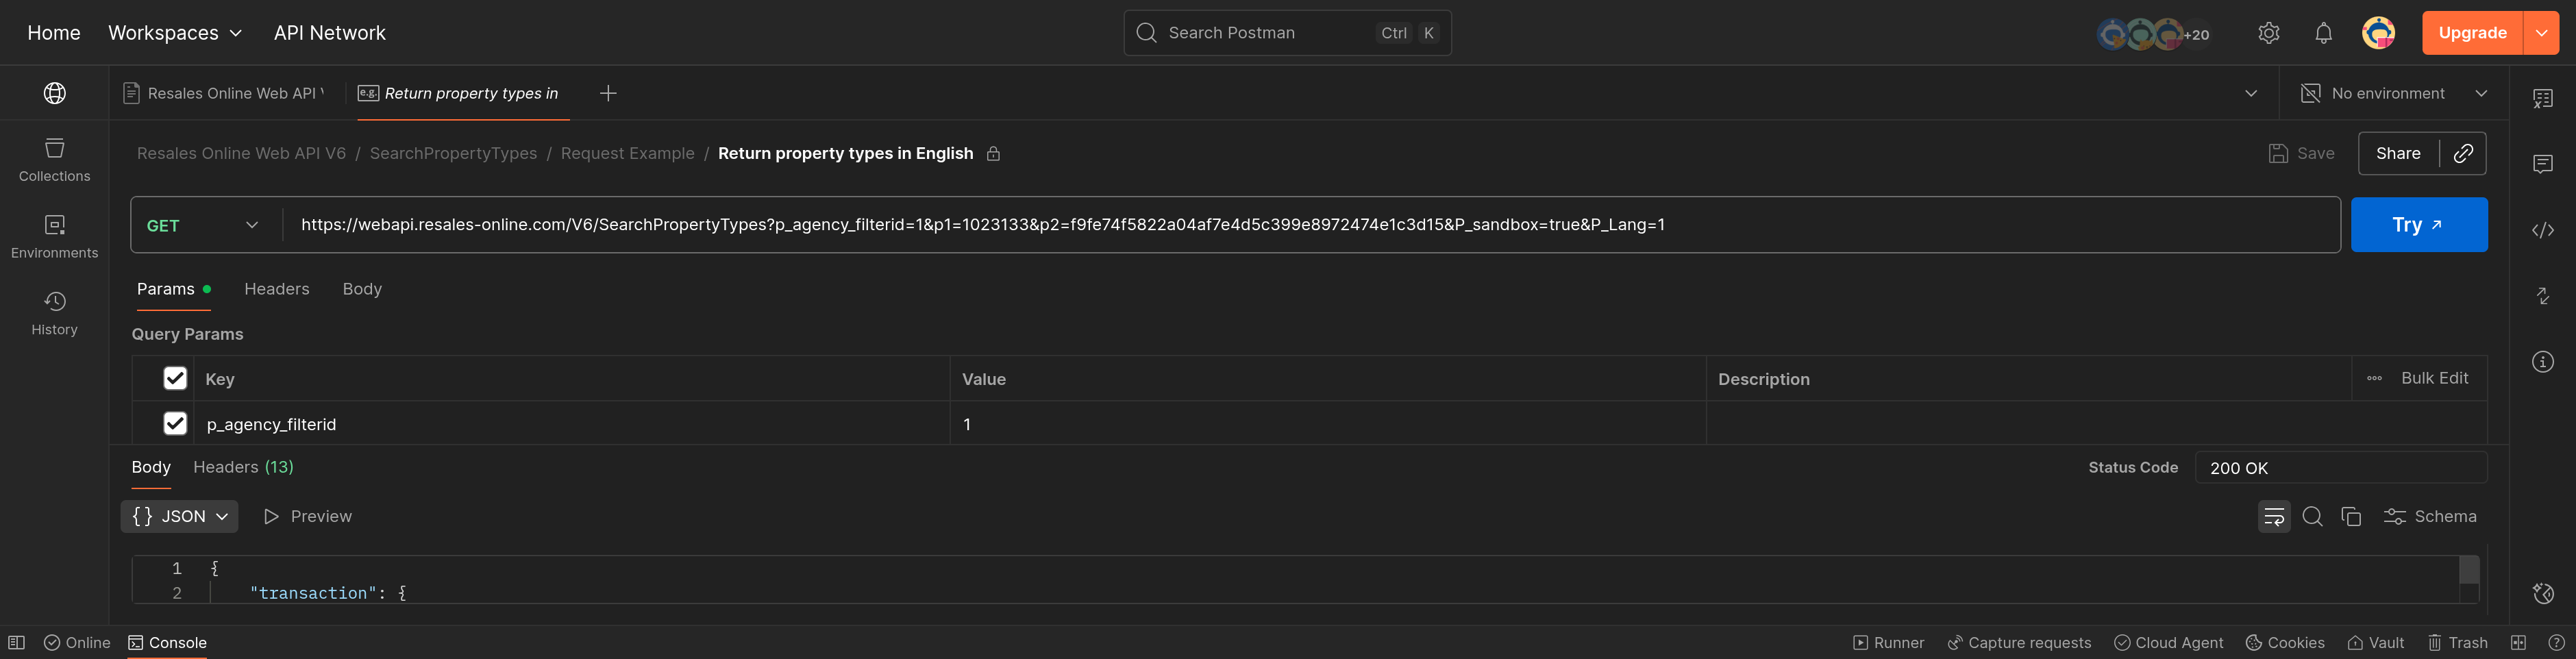 Home Workspaces API Network Search Postman Ctrl K +20 Upgrade
Resales Online Web API Return property types in No environment
Resales Online Web API V6 / SearchPropertyTypes / Request Example / Return property types in English Save Share
Collections
GET https://webapi.resales-online.com/V6/SearchPropertyTypes?p_agency_filterid=1&p1=1023133&p2=f9fe74f5822a04af7e4d5c399e8972474e1c3d15&P_sandbox=true&P_Lang=1 Try
Environments
Params Headers Body
History
Query Params
Key Value Description Bulk Edit
p_agency_filterid 1
Body Headers (13) Status Code 200 OK
{} JSON Preview Schema
1 {
2 "transaction": {
Online Console Runner Capture requests Cloud Agent Cookies Vault Trash